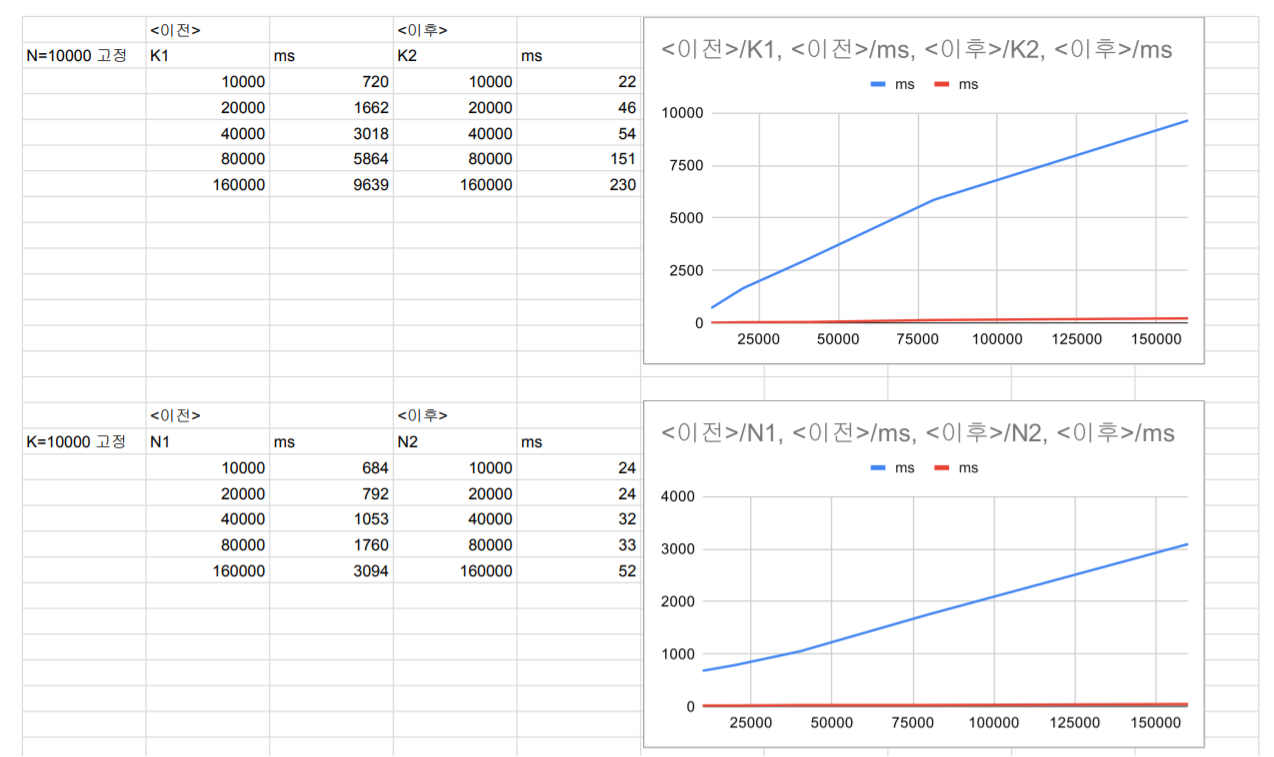 <이전> <이후>
N=10000 고정 K1 ms K2 ms
10000 720 10000 22
20000 1662 20000 46
40000 3018 40000 54
80000 5864 80000 151
160000 9639 160000 230
<이전>/K1, <이전>/ms, <이후>/K2, <이후>/ms
ms ms
10000
7500
5000
2500
0
25000 50000 75000 100000 125000 150000
<이전> <이후>
K=10000 고정 N1 ms N2 ms
10000 684 10000 24
20000 792 20000 24
40000 1053 40000 32
80000 1760 80000 33
160000 3094 160000 52
<이전>/N1, <이전>/ms, <이후>/N2, <이후>/ms
ms ms
4000
3000
2000
1000
0
25000 50000 75000 100000 125000 150000